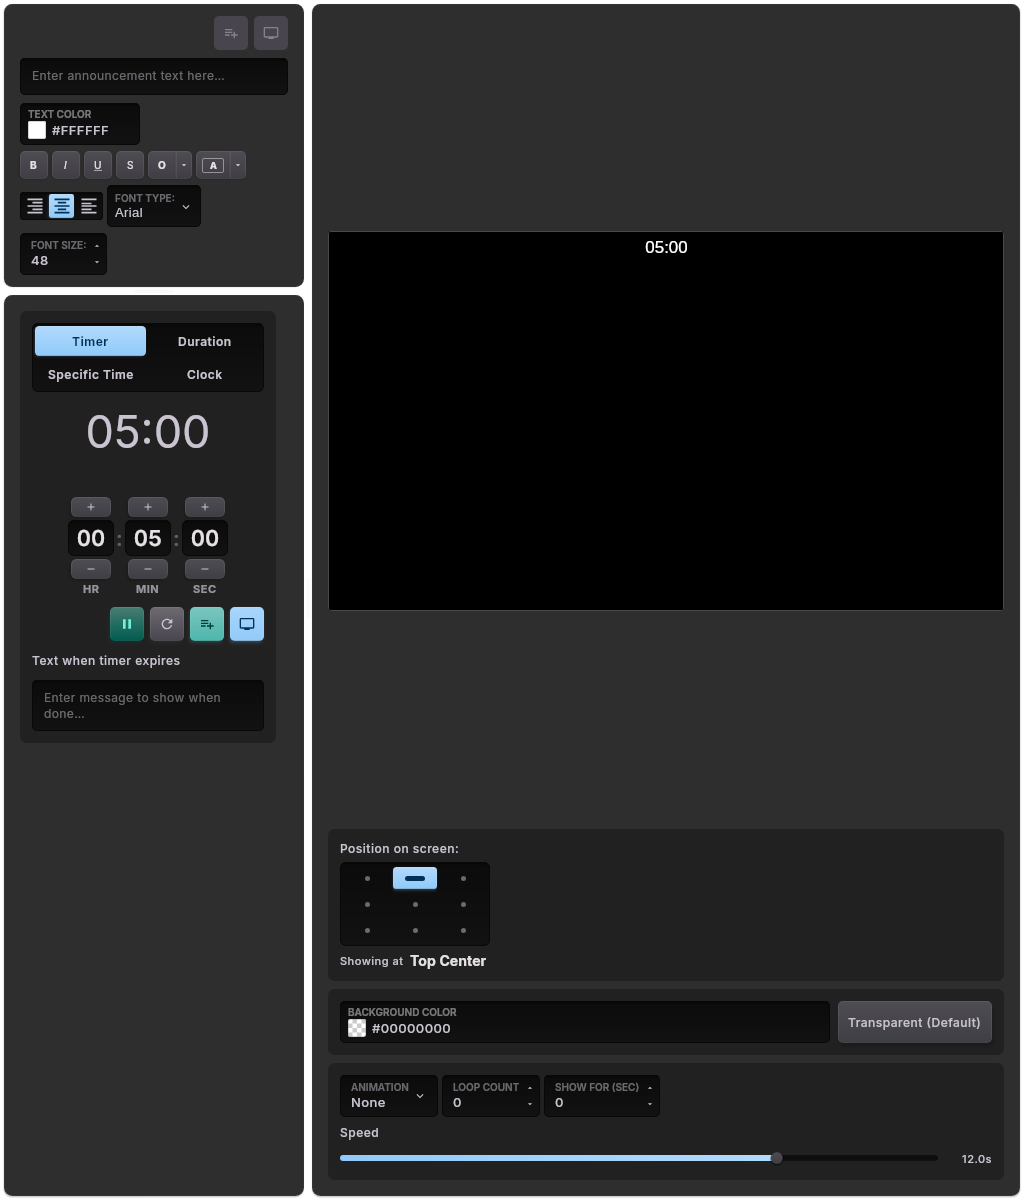 Enter announcement text here...
TEXT COLOR
#FFFFFF
B I U S O A
FONT TYPE:
Arial
FONT SIZE:
48
Timer Duration
Specific Time Clock
05:00
00 : 05 : 00
HR MIN SEC
Text when timer expires
Enter message to show when
done...
05:00
Position on screen:
Showing at Top Center
BACKGROUND COLOR
#00000000
Transparent (Default)
ANIMATION LOOP COUNT SHOW FOR (SEC)
None 0 0
Speed
12.0s